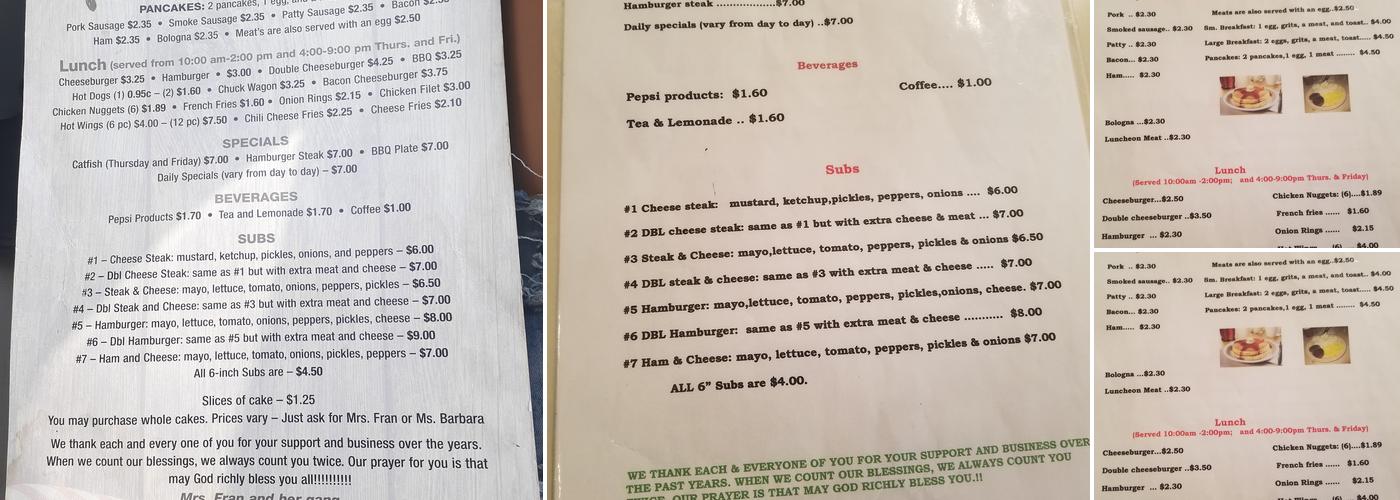 PANCAKES: 2 pancakes, 1 egg, and
Pork Sausage $2.35 • Smoke Sausage $2.35 • Patty Sausage $2.35 • Bacon $2.35
Ham $2.35 • Bologna $2.35 • Meat's are also served with an egg $2.50
Lunch (served from 10:00 am-2:00 pm and 4:00-9:00 pm Thurs. and Fri.)
Cheeseburger $3.25 • Hamburger • $3.00 • Double Cheeseburger $4.25 • BBQ $3.25
Hot Dogs (1) 0.95c – (2) $1.60 • Chuck Wagon $3.25 • Bacon Cheeseburger $3.75
Chicken Nuggets (6) $1.89 • French Fries $1.60 • Onion Rings $2.15 • Chicken Filet $3.00
Hot Wings (6 pc) $4.00 – (12 pc) $7.50 • Chili Cheese Fries $2.25 • Cheese Fries $2.10
SPECIALS
Catfish (Thursday and Friday) $7.00 • Hamburger Steak $7.00 • BBQ Plate $7.00
Daily Specials (vary from day to day) – $7.00
BEVERAGES
Pepsi Products $1.70 • Tea and Lemonade $1.70 • Coffee $1.00
SUBS
#1 – Cheese Steak: mustard, ketchup, pickles, onions, and peppers – $6.00
#2 – Dbl Cheese Steak: same as #1 but with extra meat and cheese – $7.00
#3 – Steak & Cheese: mayo, lettuce, tomato, onions, peppers, pickles – $6.50
#4 – Dbl Steak and Cheese: same as #3 but with extra meat and cheese – $7.00
#5 – Hamburger: mayo, lettuce, tomato, onions, peppers, pickles, cheese – $8.00
#6 – Dbl Hamburger: same as #5 but with extra meat and cheese – $9.00
#7 – Ham and Cheese: mayo, lettuce, tomato, onions, pickles, peppers – $7.00
All 6-inch Subs are – $4.50
Slices of cake – $1.25
You may purchase whole cakes. Prices vary – Just ask for Mrs. Fran or Ms. Barbara
We thank each and every one of you for your support and business over the years.
When we count our blessings, we always count you twice. Our prayer for you is that
may God richly bless you all!!!!!!!!!!!
Mrs. Fran and her gang
Hamburger steak ..................$7.00
Daily specials (vary from day to day) ..$7.00
Beverages
Pepsi products: $1.60
Coffee.... $1.00
Tea & Lemonade .. $1.60
Subs
#1 Cheese steak: mustard, ketchup,pickles, peppers, onions .... $6.00
#2 DBL cheese steak: same as #1 but with extra cheese & meat ... $7.00
#3 Steak & Cheese: mayo,lettuce, tomato, peppers, pickles & onions $6.50
#4 DBL steak & cheese: same as #3 with extra meat & cheese ..... $7.00
#5 Hamburger: mayo,lettuce, tomato, peppers, pickles,onions, cheese. $7.00
#6 DBL Hamburger: same as #5 with extra meat & cheese ........... $8.00
#7 Ham & Cheese: mayo, lettuce, tomato, peppers, pickles & onions $7.00
ALL 6” Subs are $4.00.
WE THANK EACH & EVERYONE OF YOU FOR YOUR SUPPORT AND BUSINESS OVER
THE PAST YEARS. WHEN WE COUNT OUR BLESSINGS, WE ALWAYS COUNT YOU
TWICE. OUR PRAYER IS THAT MAY GOD RICHLY BLESS YOU.!!
Pork .. $2.30
Meats are also served with an egg..$2.50
Smoked sausage.. $2.30
Sm. Breakfast: 1 egg, grits, a meat, and toast.. $4.00
Patty .. $2.30
Large Breakfast: 2 eggs, grits, a meat, toast..... $4.50
Bacon... $2.30
Pancakes: 2 pancakes,1 egg, 1 meat ........ $4.50
Ham..... $2.30
Bologna ...$2.30
Luncheon Meat ..$2.30
Lunch
(Served 10:00am -2:00pm; and 4:00-9:00pm Thurs. & Friday)
Cheeseburger...$2.50
Chicken Nuggets: (6)....$1.89
Double cheeseburger ..$3.50
French fries ...... $1.60
Hamburger ... $2.30
Onion Rings ...... $2.15
(6) $4.00
Pork .. $2.30
Meats are also served with an egg..$2.50
Smoked sausage.. $2.30
Sm. Breakfast: 1 egg, grits, a meat, and toast.. $4.00
Patty .. $2.30
Large Breakfast: 2 eggs, grits, a meat, toast..... $4.50
Bacon... $2.30
Pancakes: 2 pancakes,1 egg, 1 meat ........ $4.50
Ham..... $2.30
Bologna ...$2.30
Luncheon Meat ..$2.30
Lunch
(Served 10:00am -2:00pm; and 4:00-9:00pm Thurs. & Friday)
Cheeseburger...$2.50
Chicken Nuggets: (6)....$1.89
Double cheeseburger ..$3.50
French fries ...... $1.60
Hamburger ... $2.30
Onion Rings ...... $2.15
(6) $4.00